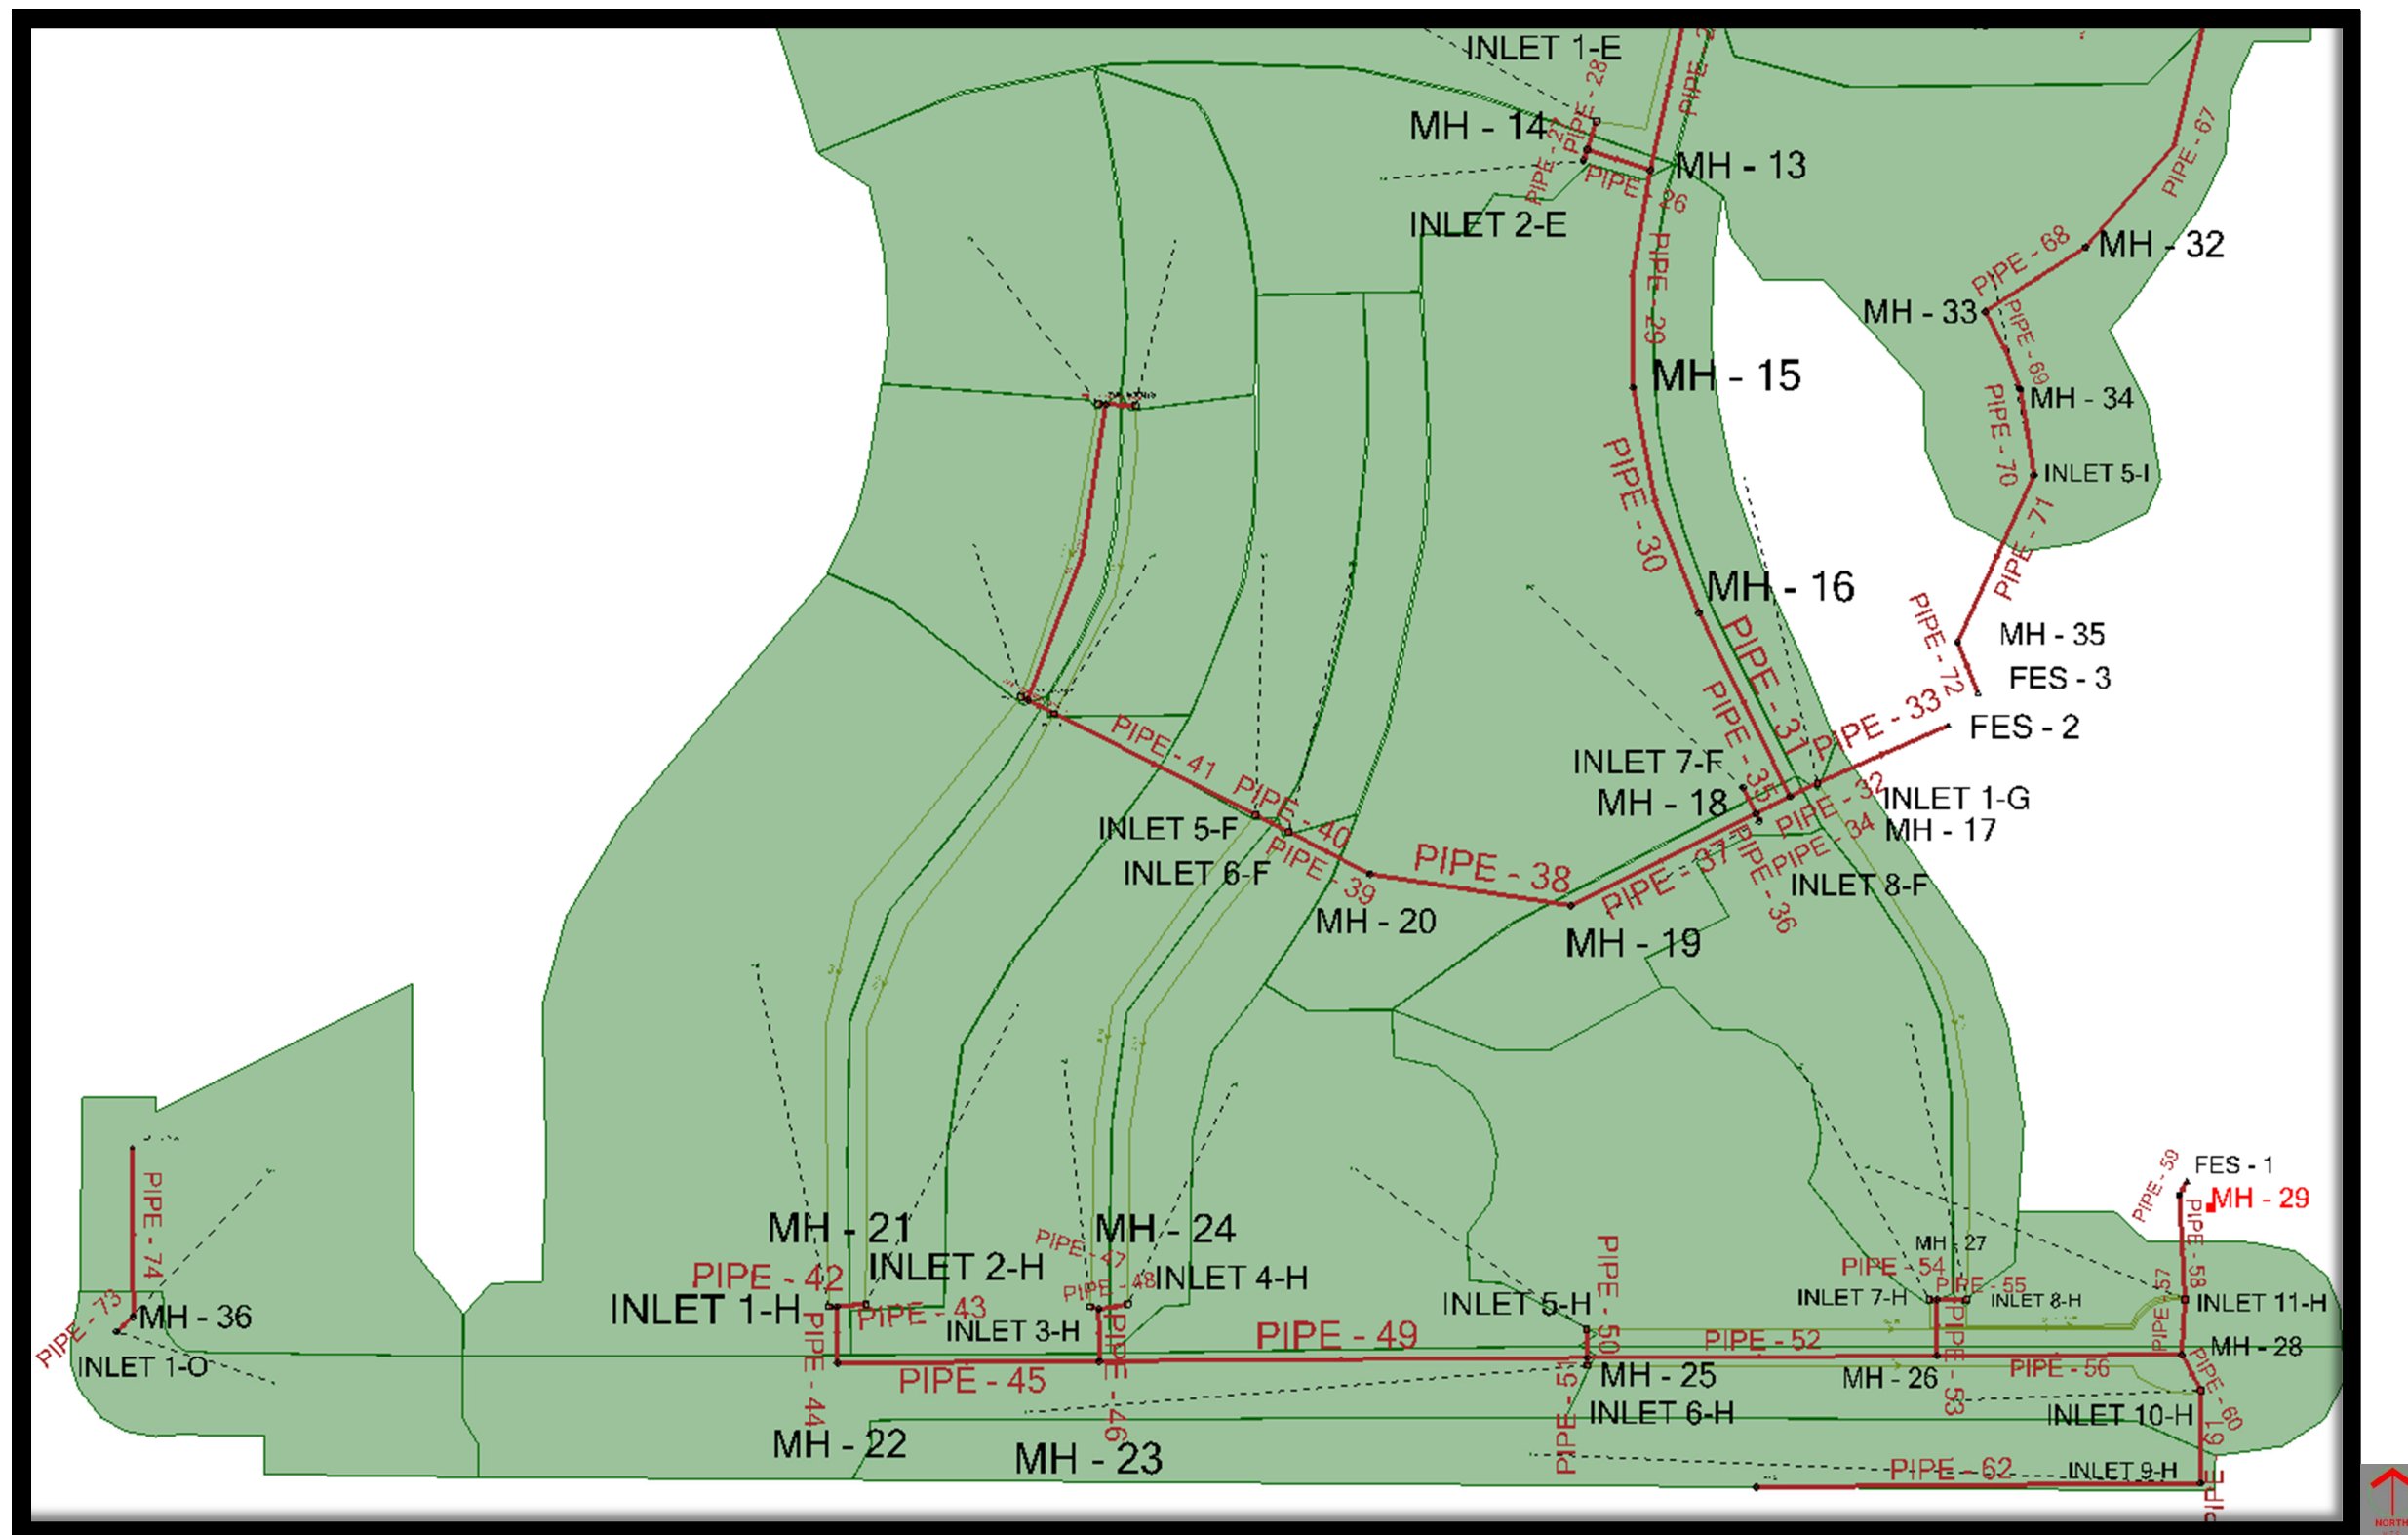 INLET 1-E
PIPE - 28
PIPE - 2
MH - 14
PIPE - 27
MH - 13
PIPE - 26
INLET 2-E
PIPE - 67
MH - 32
PIPE - 68
MH - 33
PIPE - 29
PIPE - 69
MH - 15
MH - 34
PIPE - 70
INLET 5-I
PIPE - 30
PIPE - 71
MH - 16
PIPE - 31
MH - 35
PIPE - 72
FES - 3
PIPE - 33
FES - 2
PIPE - 41
INLET 7-F
PIPE - 35
PIPE - 32
INLET 1-G
MH - 18
PIPE - 40
INLET 5-F
MH - 17
PIPE - 34
INLET 6-F
PIPE - 39
PIPE - 38
PIPE - 37
PIPE - 36
INLET 8-F
MH - 20
MH - 19
FES - 1
PIPE - 59
MH - 29
PIPE - 58
PIPE - 74
MH - 21
MH - 24
PIPE - 47
MH - 27
PIPE - 42
INLET 2-H
PIPE - 48
INLET 4-H
PIPE - 50
PIPE - 54
PIPE - 55
PIPE - 57
PIPE - 73
MH - 36
INLET 1-H
PIPE - 43
INLET 3-H
INLET 5-H
INLET 7-H
INLET 8-H
INLET 11-H
PIPE - 49
PIPE - 52
MH - 28
INLET 1-O
PIPE - 44
PIPE - 45
PIPE - 46
PIPE - 51
MH - 25
MH - 26
PIPE - 53
PIPE - 56
PIPE - 60
INLET 6-H
INLET 10-H
MH - 22
MH - 23
PIPE - 62
INLET 9-H
PIPE - 61
NORTH